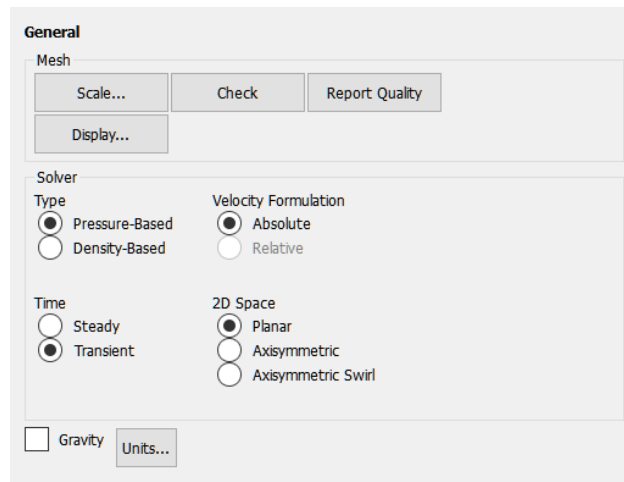 General
Mesh
Scale... Check Report Quality
Display...
Solver
Type Velocity Formulation
Pressure-Based Absolute
Density-Based Relative
Time 2D Space
Steady Planar
Transient Axisymmetric
Axisymmetric Swirl
Gravity Units...